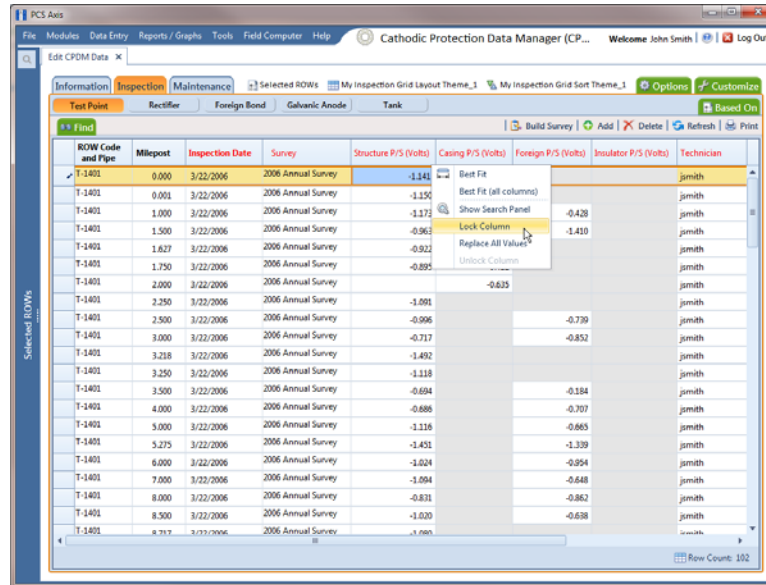 PCS Axis
File Modules Data Entry Reports / Graphs Tools Field Computer Help Cathodic Protection Data Manager (CP... Welcome John Smith Log Ou
Edit CPDM Data
Information Inspection Maintenance Selected ROWs My Inspection Grid Layout Theme_1 My Inspection Grid Sort Theme_1 Options Customize
Test Point Rectifier Foreign Bond Galvanic Anode Tank Based On
Find Build Survey Add Delete Refresh Print
ROW Code and Pipe Milepost Inspection Date Survey Structure P/S (Volts) Casing P/S (Volts) Foreign P/S (Volts) Insulator P/S (Volts) Technician
T-1401 0.000 3/22/2006 2006 Annual Survey -1.141 jsmith
T-1401 0.001 3/22/2006 2006 Annual Survey -1.150 jsmith
T-1401 1.000 3/22/2006 2006 Annual Survey -1.173 -0.428 jsmith
T-1401 1.500 3/22/2006 2006 Annual Survey -0.963 -1.410 jsmith
T-1401 1.627 3/22/2006 2006 Annual Survey -0.922 jsmith
T-1401 1.750 3/22/2006 2006 Annual Survey -0.895 jsmith
T-1401 2.000 3/22/2006 2006 Annual Survey -0.635 jsmith
T-1401 2.250 3/22/2006 2006 Annual Survey -1.091 jsmith
T-1401 2.500 3/22/2006 2006 Annual Survey -0.996 -0.739 jsmith
T-1401 3.000 3/22/2006 2006 Annual Survey -0.717 -0.852 jsmith
T-1401 3.218 3/22/2006 2006 Annual Survey -1.492 jsmith
T-1401 3.250 3/22/2006 2006 Annual Survey -1.118 jsmith
T-1401 3.500 3/22/2006 2006 Annual Survey -0.694 -0.184 jsmith
T-1401 4.000 3/22/2006 2006 Annual Survey -0.686 -0.707 jsmith
T-1401 5.000 3/22/2006 2006 Annual Survey -1.116 -0.665 jsmith
T-1401 5.275 3/22/2006 2006 Annual Survey -1.451 -1.339 jsmith
T-1401 6.000 3/22/2006 2006 Annual Survey -1.024 -0.954 jsmith
T-1401 7.000 3/22/2006 2006 Annual Survey -1.094 -0.648 jsmith
T-1401 8.000 3/22/2006 2006 Annual Survey -0.831 -0.862 jsmith
T-1401 8.500 3/22/2006 2006 Annual Survey -1.020 -0.638 jsmith
T-1401 8.717 3/22/2006 2006 Annual Survey -1.080 jsmith
Best Fit
Best Fit (all columns)
Show Search Panel
Lock Column
Replace All Values
Unlock Column
Selected ROWs
Row Count: 102